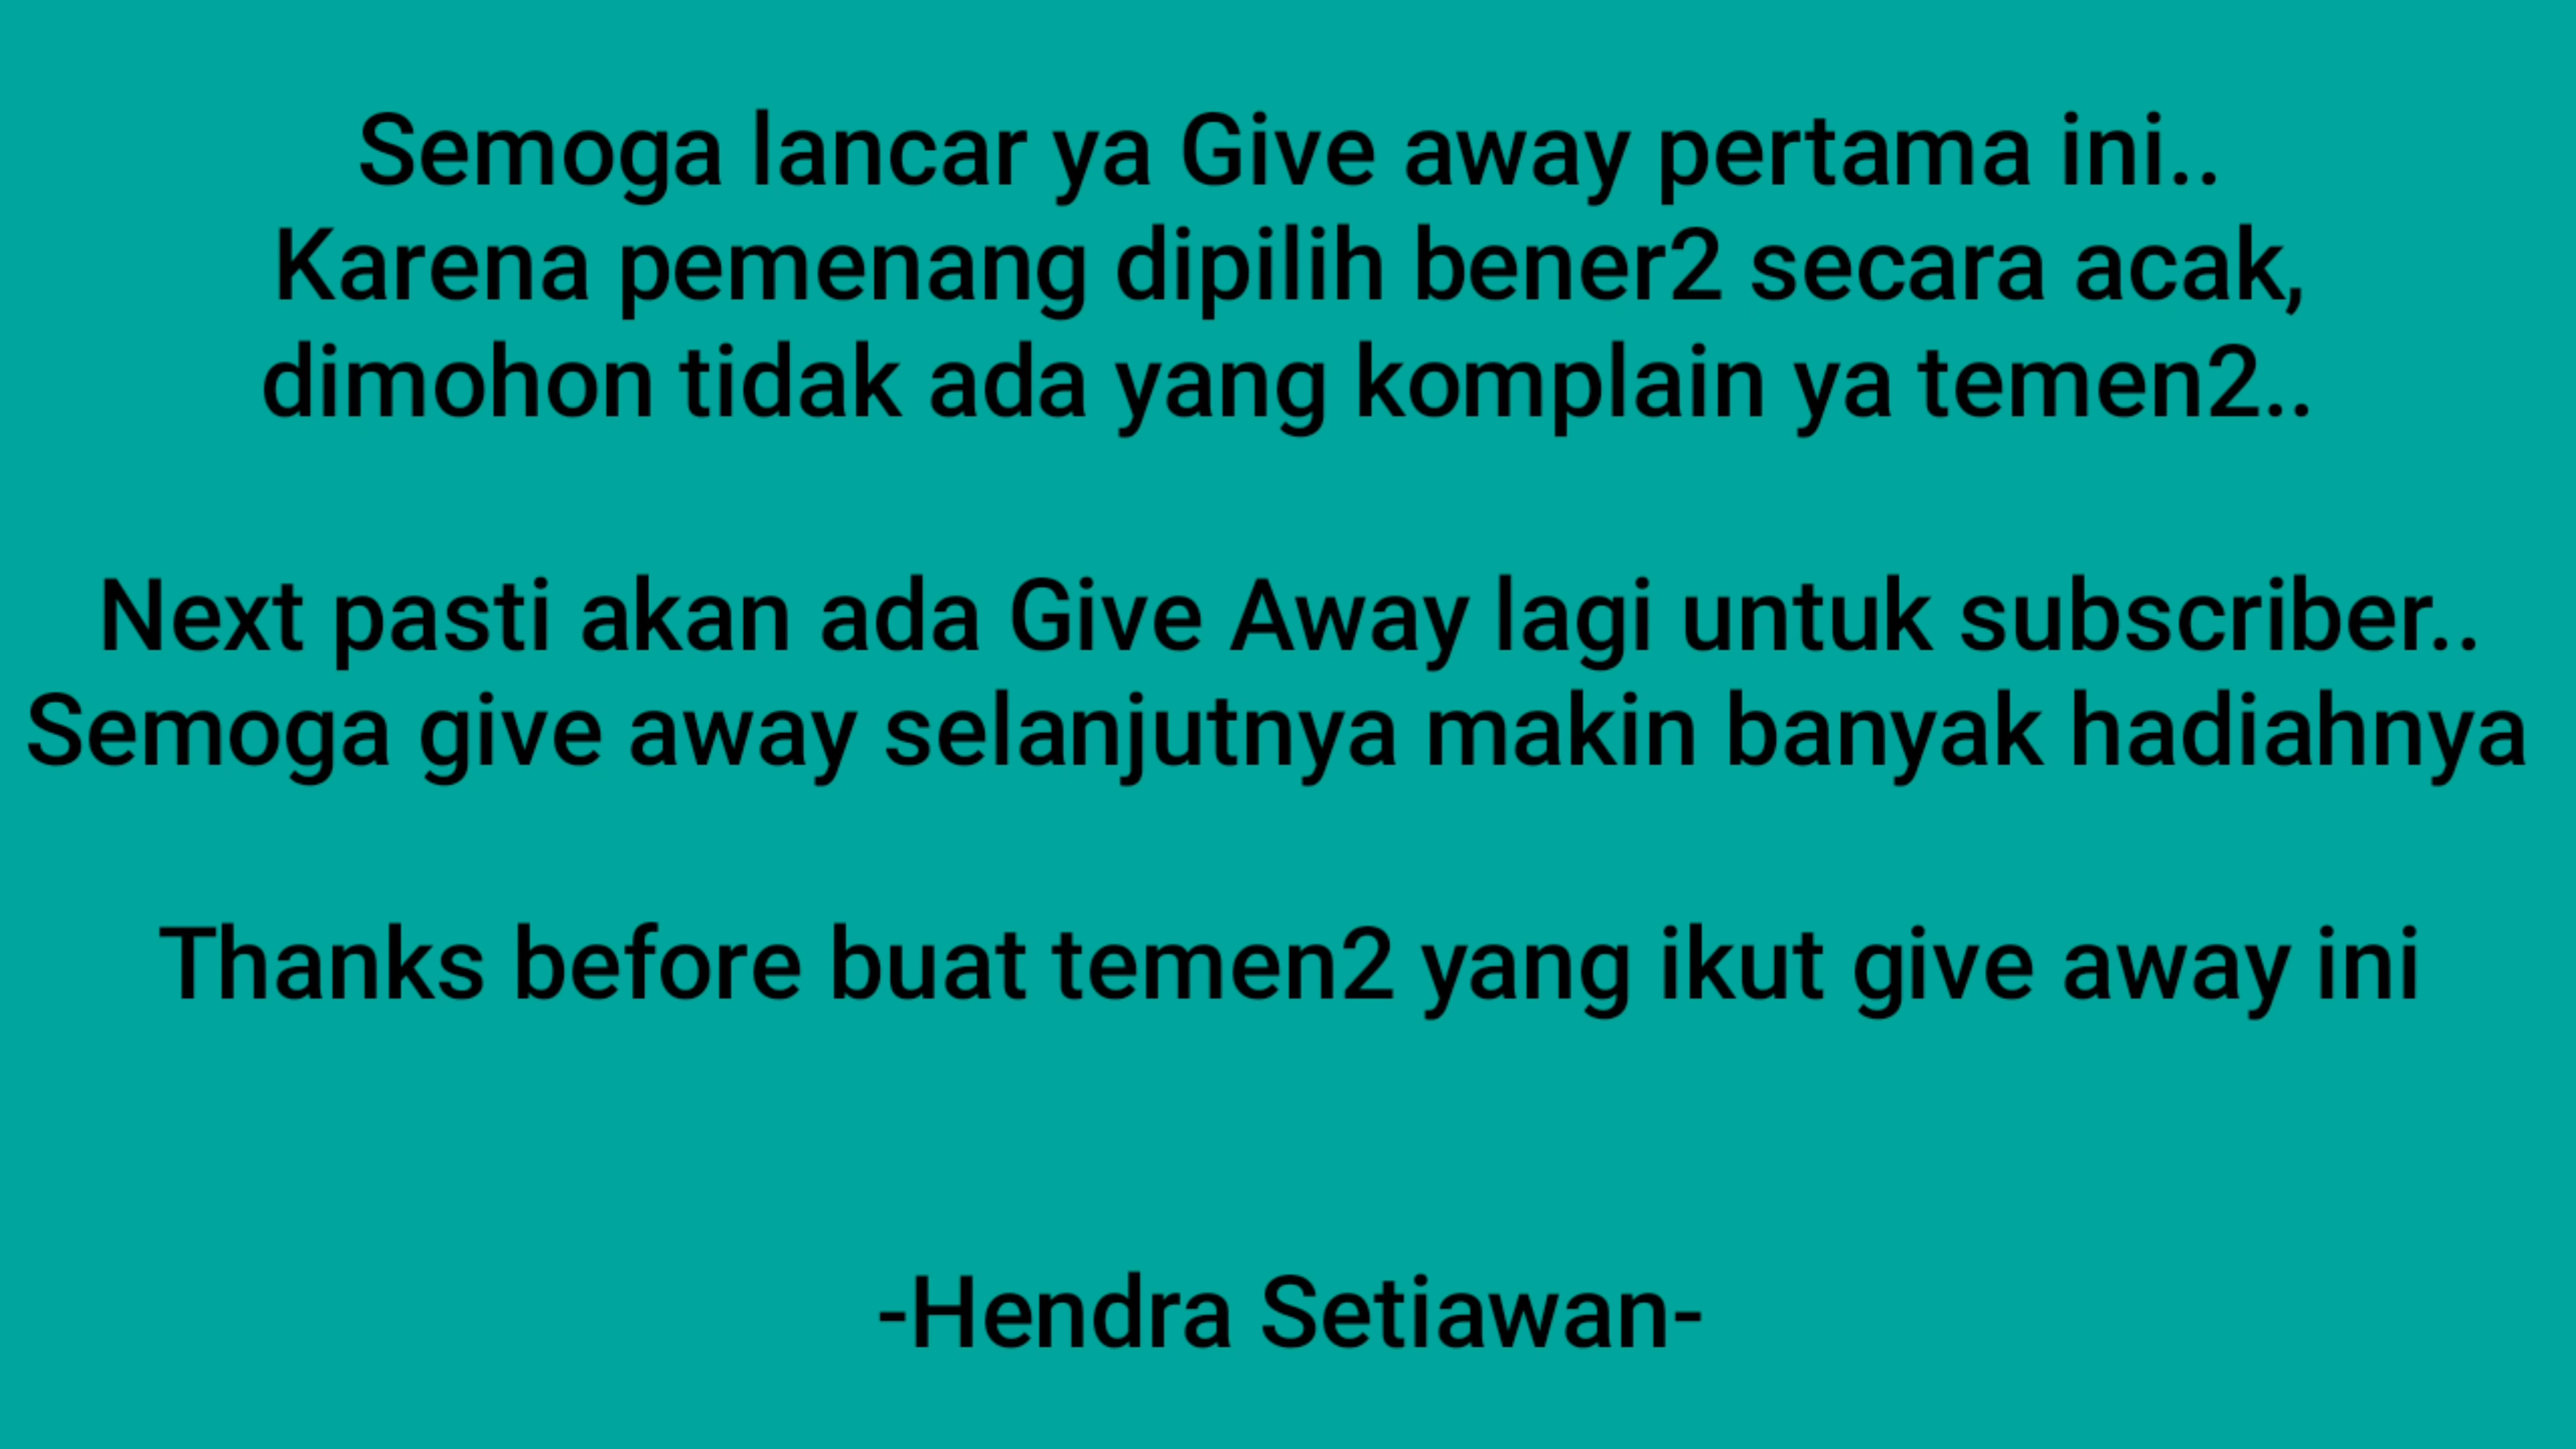 Semoga lancar ya Give away pertama ini..
Karena pemenang dipilih bener2 secara acak,
dimohon tidak ada yang komplain ya temen2..
Next pasti akan ada Give Away lagi untuk subscriber..
Semoga give away selanjutnya makin banyak hadiahnya
Thanks before buat temen2 yang ikut give away ini
-Hendra Setiawan-